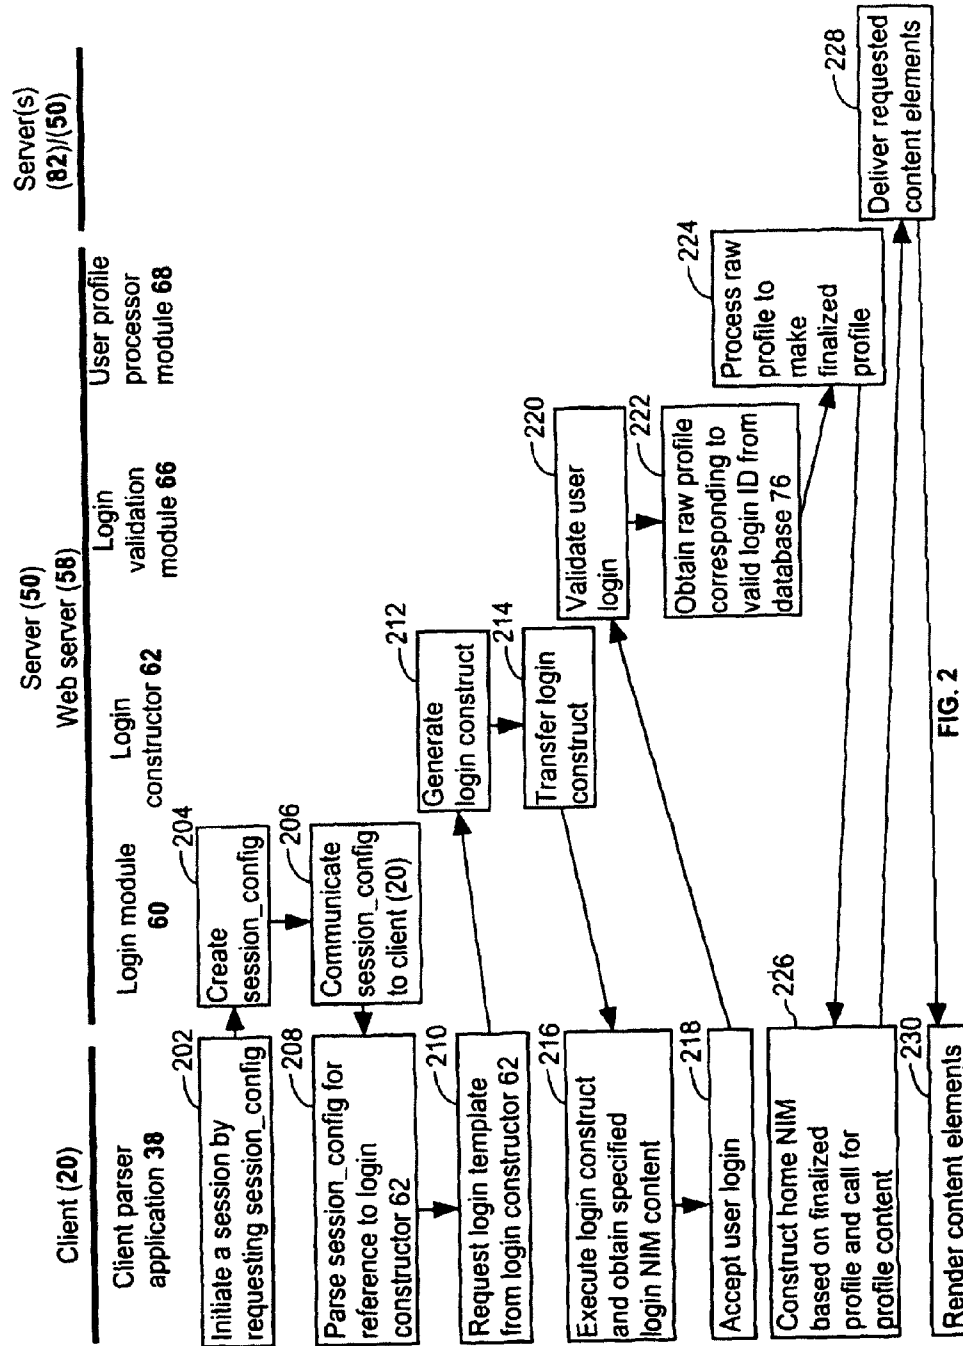 Client (20)
Server (50)
Web server (58)
Server(s)
(82)/(50)
Client parser
application 38
Login module
60
Login
constructor 62
Login
validation
module 66
User profile
processor
module 68
202
Initiate a session by
requesting session_config
204
Create
session_config
206
Communicate
session_config
to client (20)
208
Parse session_config for
reference to login
constructor 62
210
Request login template
from login constructor 62
212
Generate
login construct
214
Transfer login
construct
216
Execute login construct
and obtain specified
login NIM content
218
Accept user login
220
Validate user
login
222
Obtain raw profile
corresponding to
valid login ID from
database 76
224
Process raw
profile to
make
finalized
profile
226
Construct home NIM
based on finalized
profile and call for
profile content
228
Deliver requested
content elements
230
Render content elements
FIG. 2